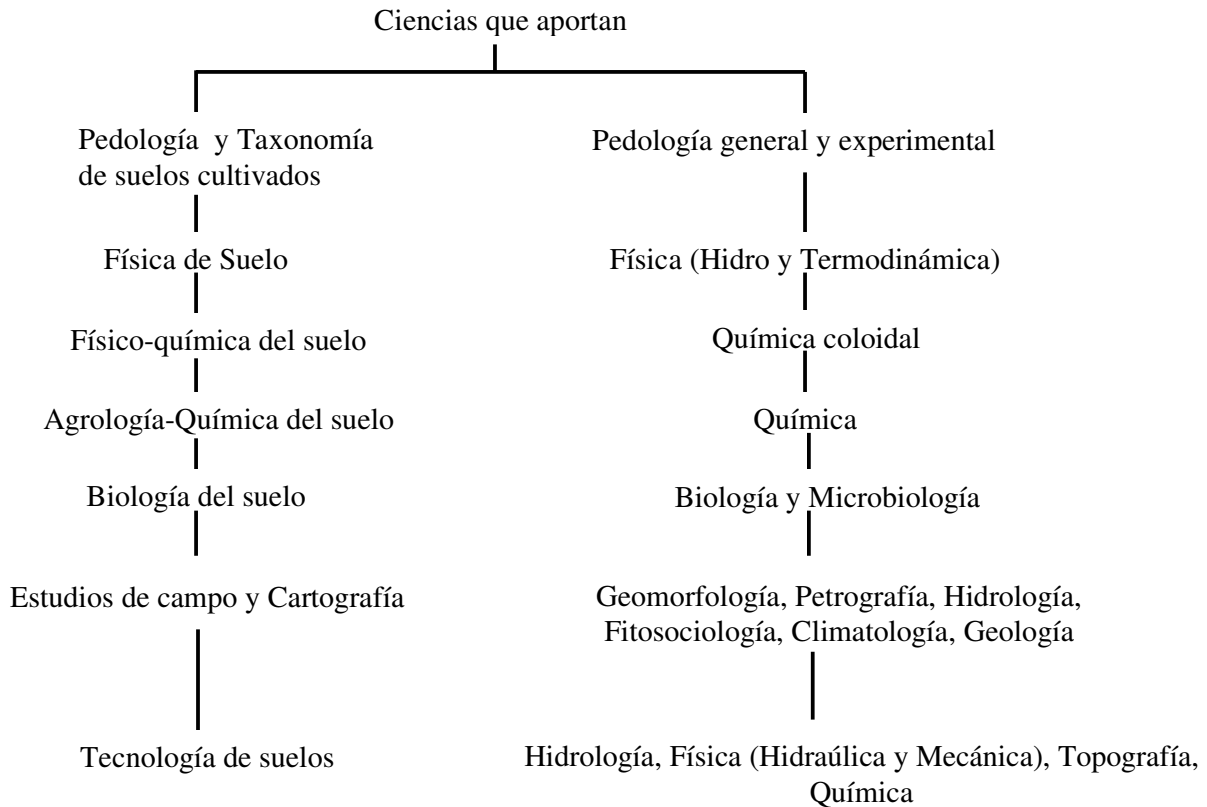 Ciencias que aportan
Pedología y Taxonomía
de suelos cultivados
Pedología general y experimental
Física de Suelo
Física (Hidro y Termodinámica)
Físico-química del suelo
Química coloidal
Agrología-Química del suelo
Química
Biología del suelo
Biología y Microbiología
Estudios de campo y Cartografía
Geomorfología, Petrografía, Hidrología,
Fitosociología, Climatología, Geología
Tecnología de suelos
Hidrología, Física (Hidraúlica y Mecánica), Topografía,
Química